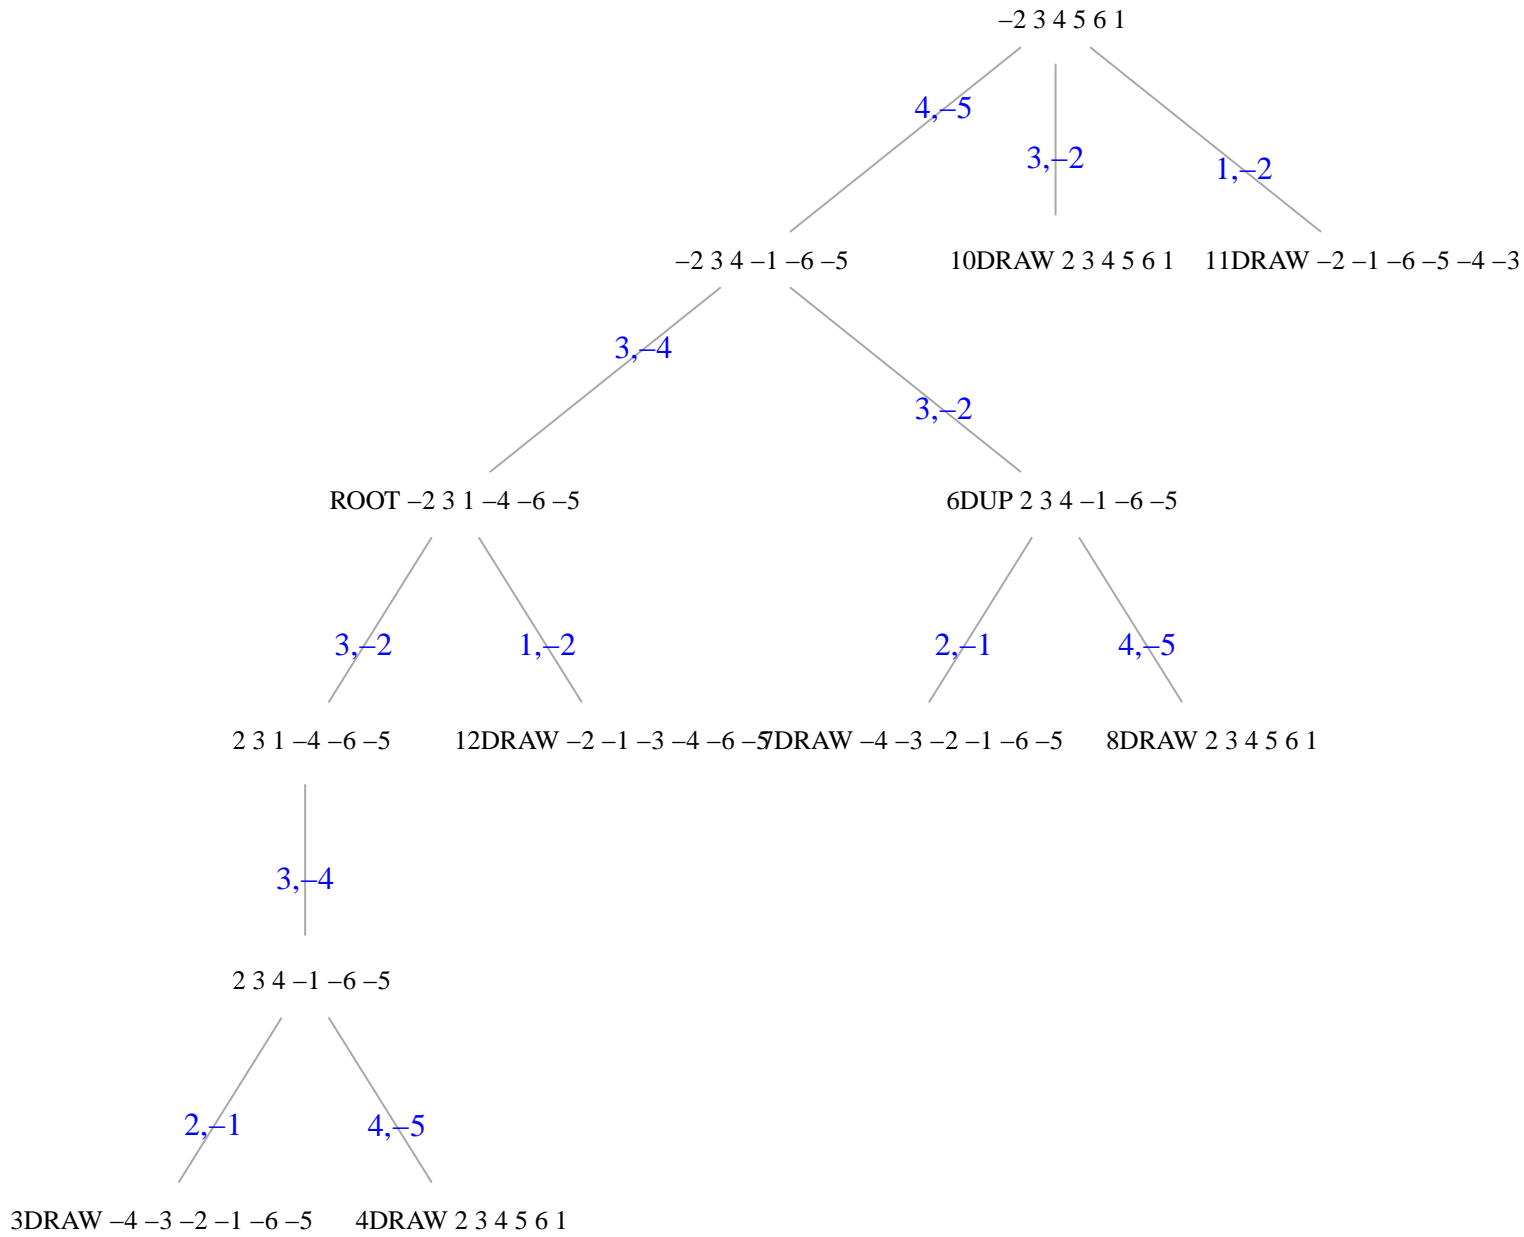 –2 3 4 5 6 1
4,–5
3,–2
1,–2
–2 3 4 –1 –6 –5
10DRAW 2 3 4 5 6 1
11DRAW –2 –1 –6 –5 –4 –3
3,–4
3,–2
ROOT –2 3 1 –4 –6 –5
6DUP 2 3 4 –1 –6 –5
3,–2
1,–2
2,–1
4,–5
2 3 1 –4 –6 –5
12DRAW –2 –1 –3 –4 –6 –5
7DRAW –4 –3 –2 –1 –6 –5
8DRAW 2 3 4 5 6 1
3,–4
2 3 4 –1 –6 –5
2,–1
4,–5
3DRAW –4 –3 –2 –1 –6 –5
4DRAW 2 3 4 5 6 1